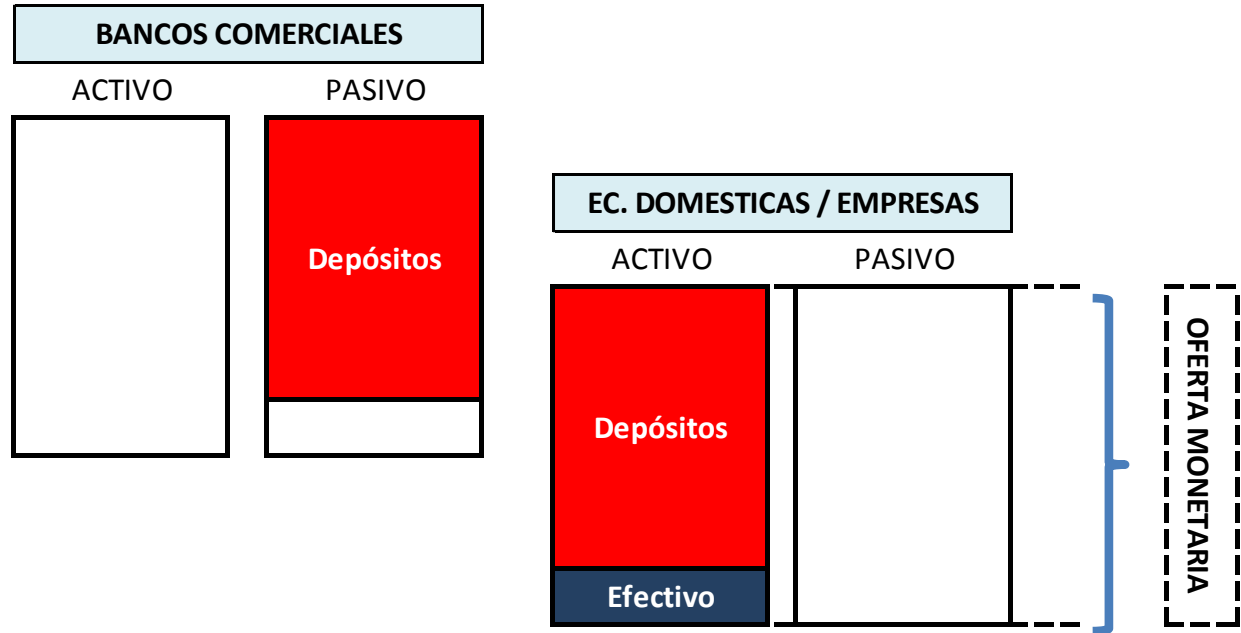 BANCOS COMERCIALES
ACTIVO PASIVO
Depósitos
EC. DOMESTICAS / EMPRESAS
ACTIVO PASIVO
Depósitos
Efectivo
OFERTA MONETARIA